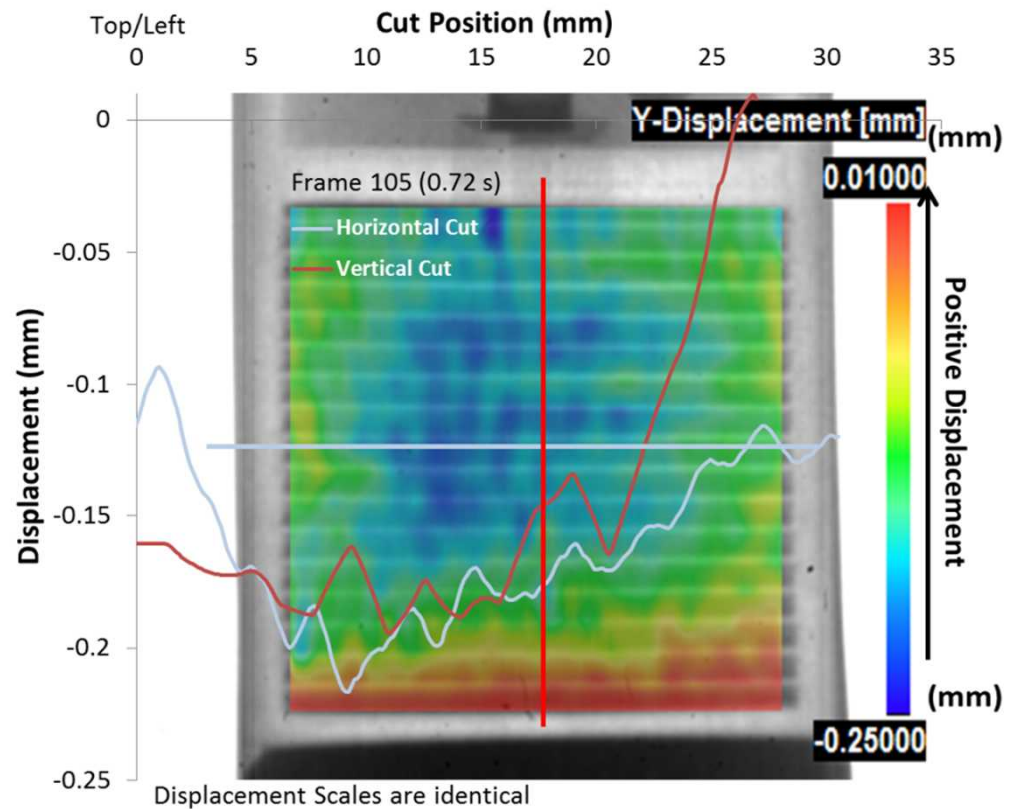 Top/Left
Cut Position (mm)
0 5 10 15 20 25 30 35
0
-0.05
-0.1
-0.15
-0.2
-0.25
Displacement (mm)
Y-Displacement [mm]
(mm)
0.01000
Frame 105 (0.72 s)
Horizontal Cut
Vertical Cut
Positive Displacement
(mm)
-0.25000
Displacement Scales are identical